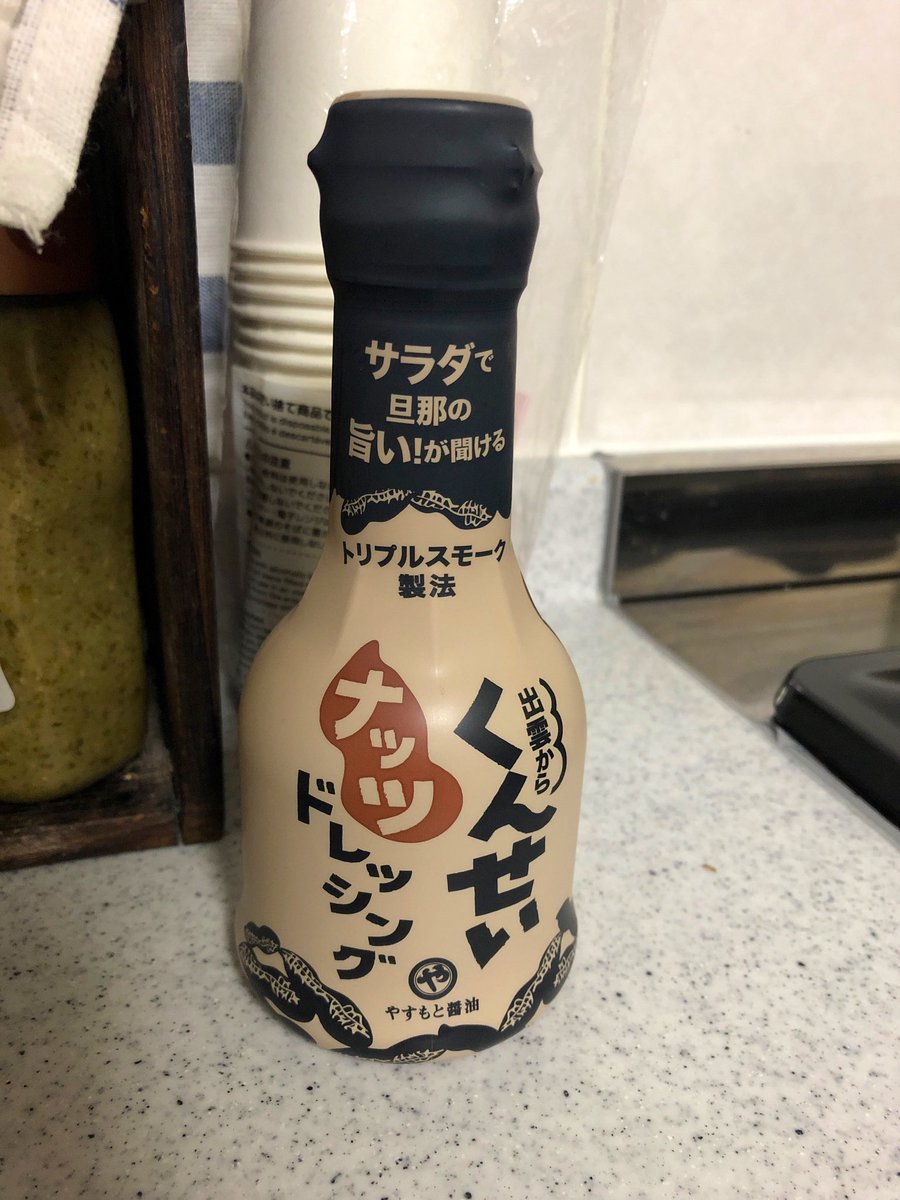 サラダで
旦那の
旨い!が聞ける
トリプルスモーク
製法
出雲から
くんせい
ナッツ
ドレッシング
や
やすもと醤油